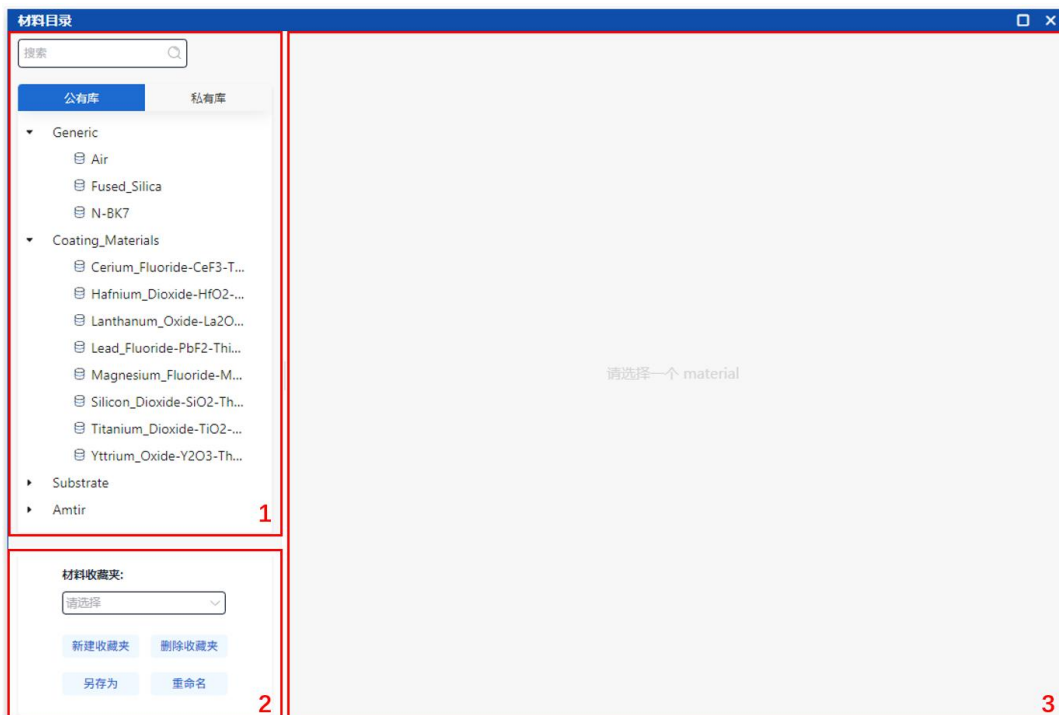 材料目录
搜索
公有库 私有库
Generic
Air
Fused_Silica
N-BK7
Coating_Materials
Cerium_Fluoride-CeF3-T...
Hafnium_Dioxide-HfO2-...
Lanthanum_Oxide-La2O...
Lead_Fluoride-PbF2-Thi...
Magnesium_Fluoride-M...
Silicon_Dioxide-SiO2-Th...
Titanium_Dioxide-TiO2-...
Yttrium_Oxide-Y2O3-Th...
Substrate
Amtir
1
材料收藏夹:
请选择
新建收藏夹 删除收藏夹
另存为 重命名
2
请选择一个 material
3